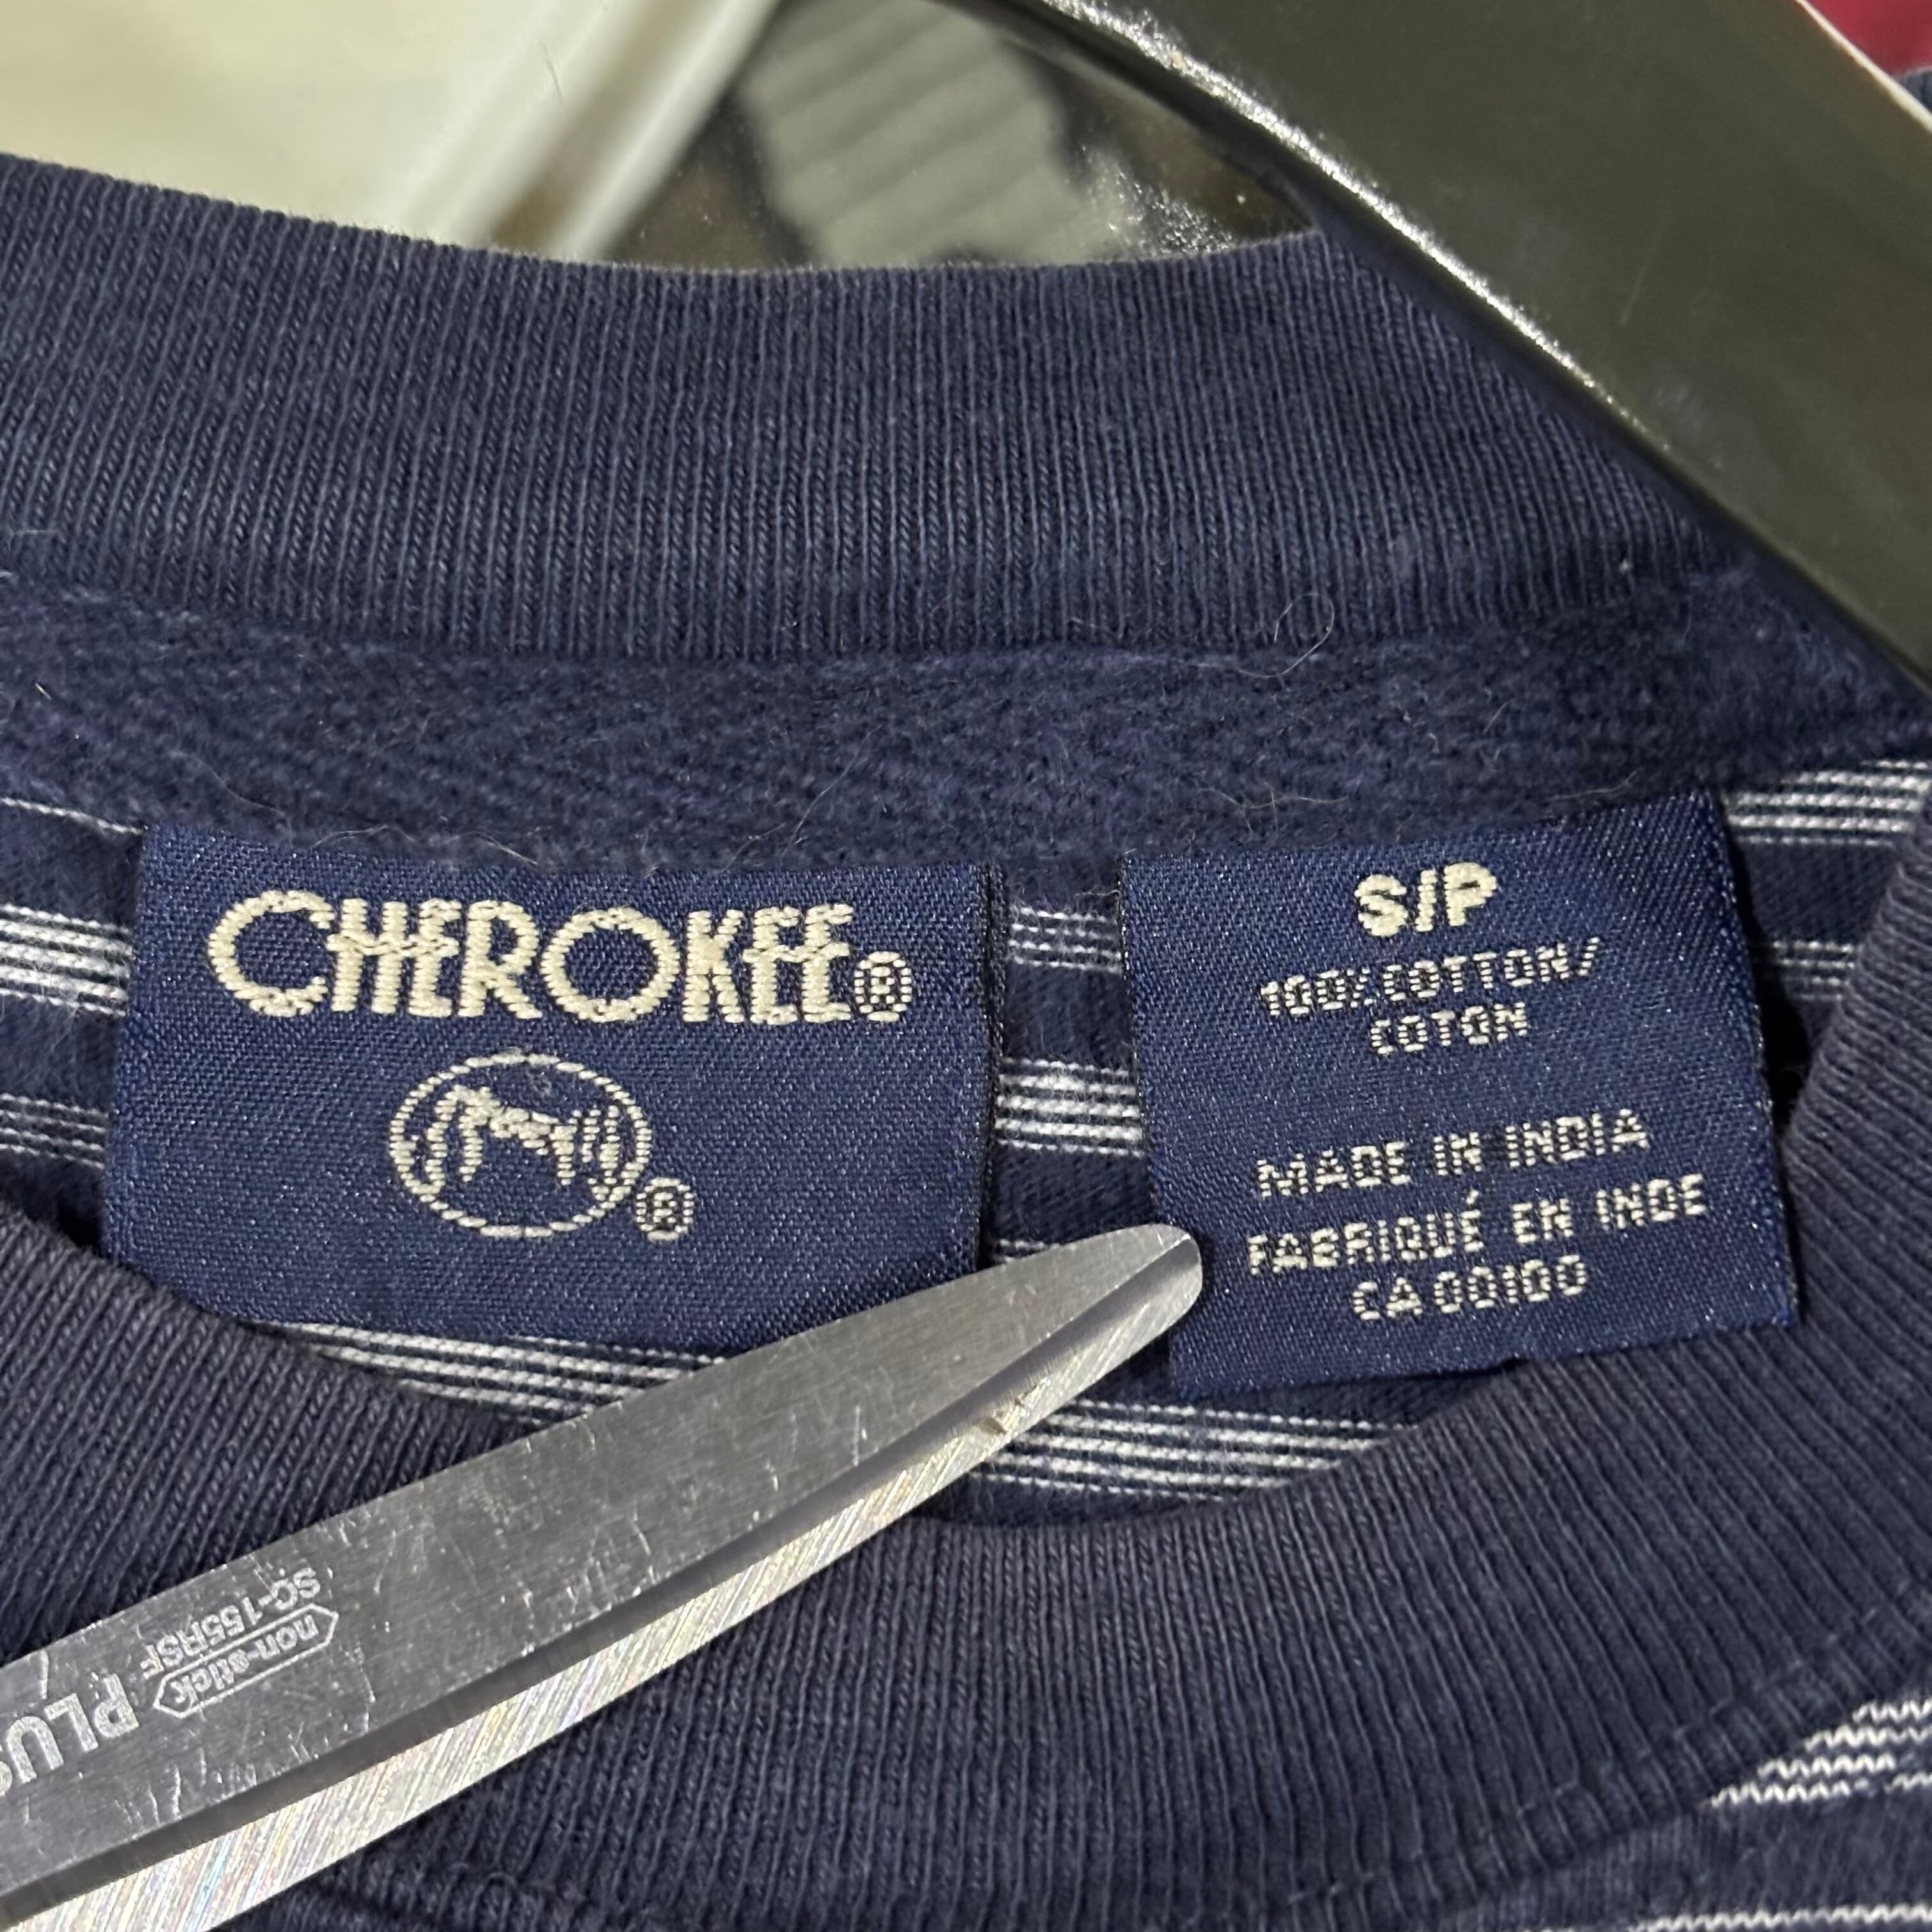 CHEROKEE®
®
S/P
100% COTTON/
COTON
MADE IN INDIA
FABRIQUÉ EN INDE
CA 00100
SC-155RSF
non-stick
PLUS